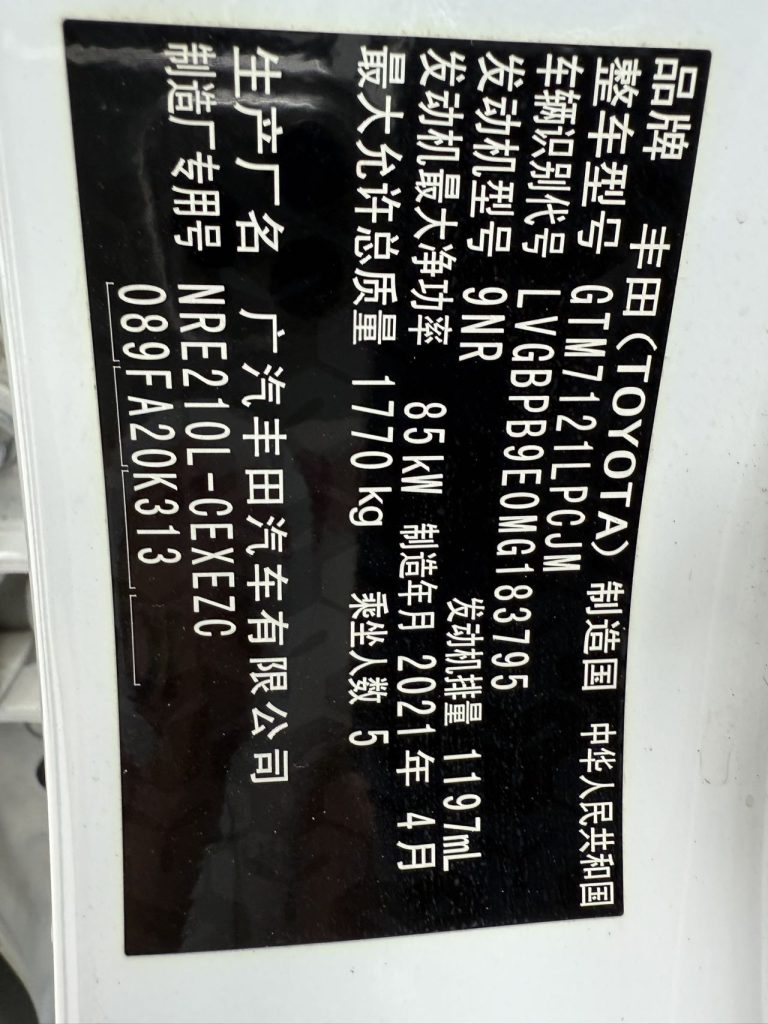 品牌 丰田(TOYOTA) 制造国 中华人民共和国
整车型号 GTM7121LPCJM
车辆识别代号 LVGBPB9E0MG183795
发动机型号 9NR 发动机排量 1197mL
发动机最大净功率 85kW 制造年月 2021年 4月
最大允许总质量 1770kg 乘坐人数 5
生产厂名 广汽丰田汽车有限公司
制造厂专用号 NRE210L-CEXEZC
089FA20K313